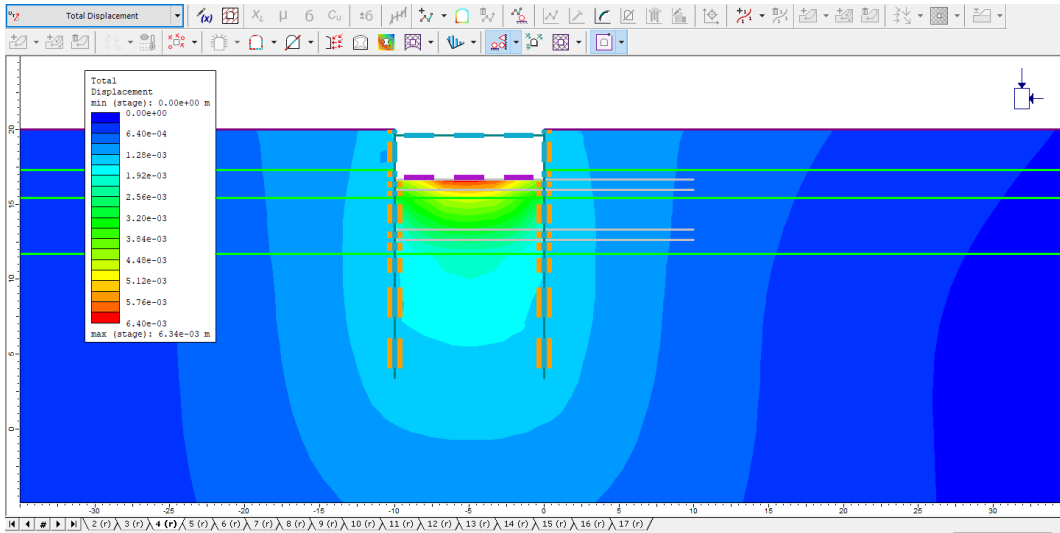 Total Displacement
f(x)
Cu
±б
Total
Displacement
min (stage): 0.00e+00 m
0.00e+00
6.40e-04
1.28e-03
1.92e-03
2.56e-03
3.20e-03
3.84e-03
4.48e-03
5.12e-03
5.76e-03
6.40e-03
max (stage): 6.34e-03 m
20
15
10
5
0
-30 -25 -20 -15 -10 -5 0 5 10 15 20 25 30
# 2 (r) 3 (r) 4 (r) 5 (r) 6 (r) 7 (r) 8 (r) 9 (r) 10 (r) 11 (r) 12 (r) 13 (r) 14 (r) 15 (r) 16 (r) 17 (r)